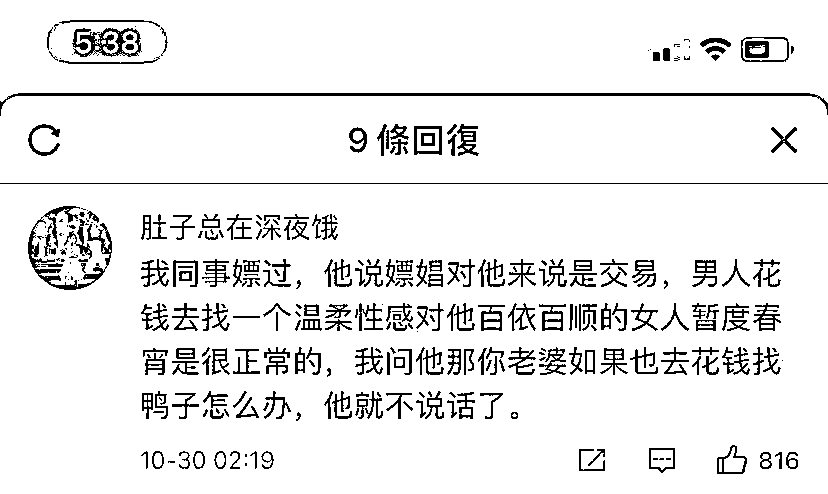 5:38
9 條回復
肚子总在深夜饿
我同事嫖过，他说嫖娼对他来说是交易，男人花
钱去找一个温柔性感对他百依百顺的女人暂度春
宵是很正常的，我问他那你老婆如果也去花钱找
鸭子怎么办，他就不说话了。
10-30 02:19 816